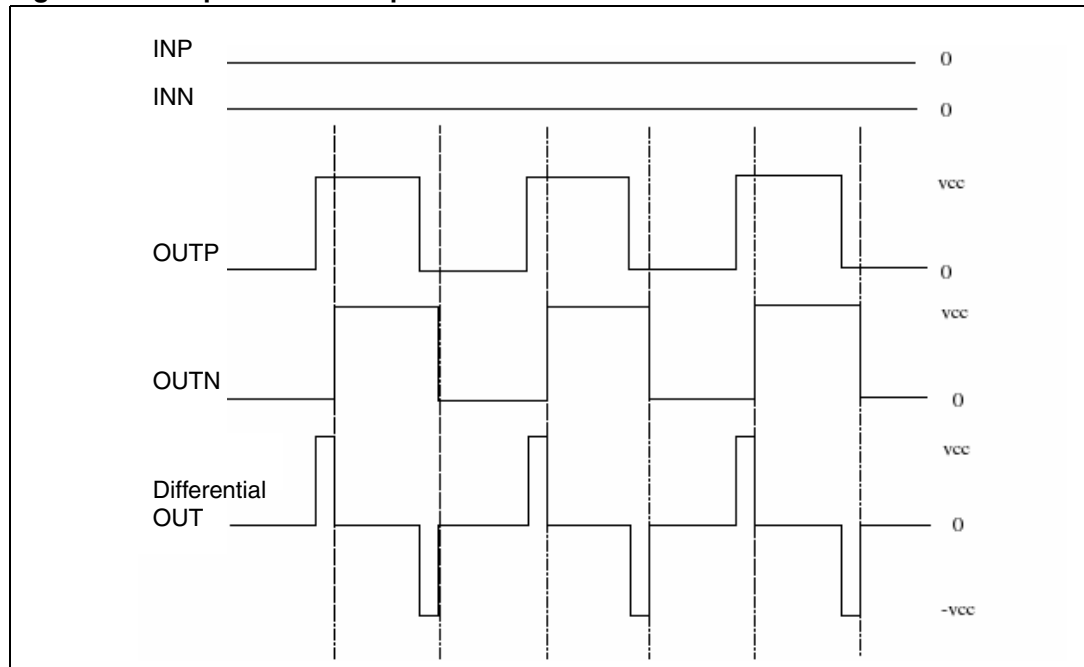 INP
0
INN
0
vcc
OUTP
0
vcc
OUTN
0
vcc
Differential
OUT
0
-vcc